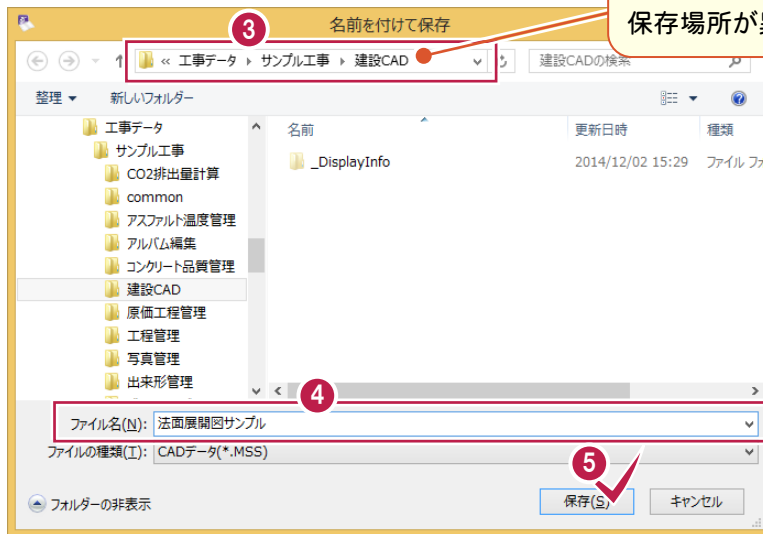 名前を付けて保存
保存場所が
3
« 工事データ ▸ サンプル工事 ▸ 建設CAD
建設CADの検索
整理 ▼ 新しいフォルダー
工事データ
サンプル工事
CO2排出量計算
common
アスファルト温度管理
アルバム編集
コンクリート品質管理
建設CAD
原価工程管理
工程管理
写真管理
出来形管理
名前 更新日時 種類
_DisplayInfo 2014/12/02 15:29 ファイル フ
4
ファイル名(N): 法面展開図サンプル
ファイルの種類(T): CADデータ(*.MSS)
5
フォルダーの非表示
保存(S) キャンセル